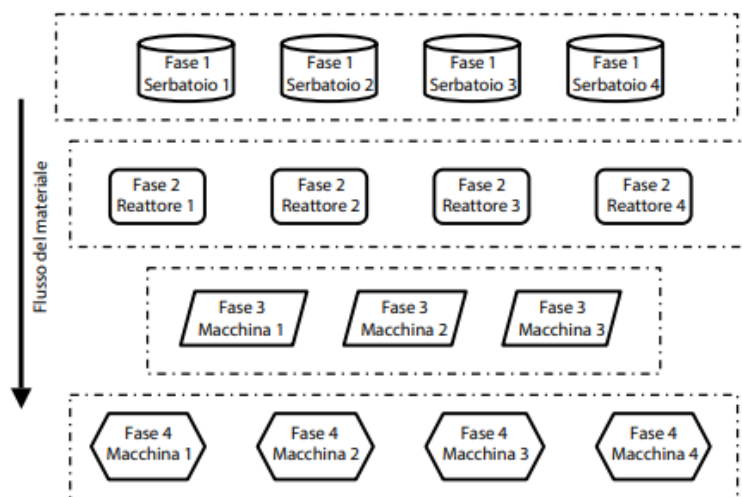 Fase 1
Serbatoio 1
Fase 1
Serbatoio 2
Fase 1
Serbatoio 3
Fase 1
Serbatoio 4
Flusso del materiale
Fase 2
Reattore 1
Fase 2
Reattore 2
Fase 2
Reattore 3
Fase 2
Reattore 4
Fase 3
Macchina 1
Fase 3
Macchina 2
Fase 3
Macchina 3
Fase 4
Macchina 1
Fase 4
Macchina 2
Fase 4
Macchina 3
Fase 4
Macchina 4